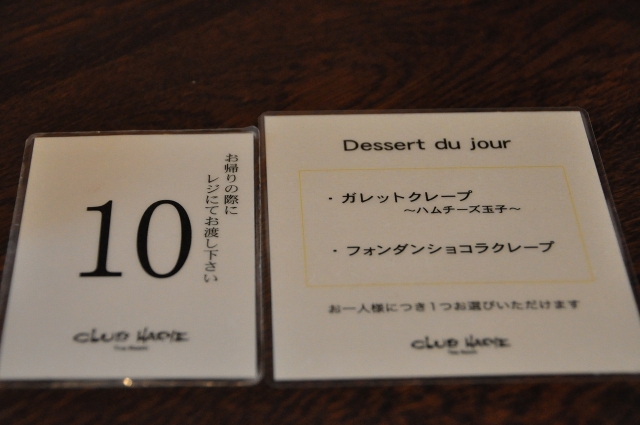 10
お帰りの際に
レジにてお渡し下さい
CLUB HARIE
Dessert du jour
・ガレットクレープ
～ハムチーズ玉子～
・フォンダンショコラクレープ
お一人様につき1つお選びいただけます
CLUB HARIE